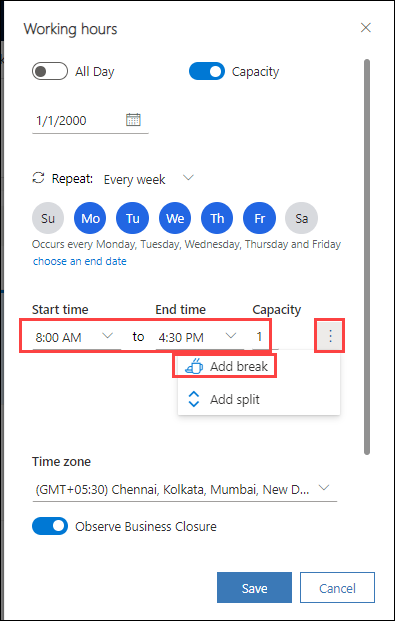 Working hours
All Day Capacity
1/1/2000
Repeat: Every week
Su Mo Tu We Th Fr Sa
Occurs every Monday, Tuesday, Wednesday, Thursday and Friday
choose an end date
Start time End time Capacity
8:00 AM to 4:30 PM 1
Add break
Add split
Time zone
(GMT+05:30) Chennai, Kolkata, Mumbai, New D...
Observe Business Closure
Save Cancel